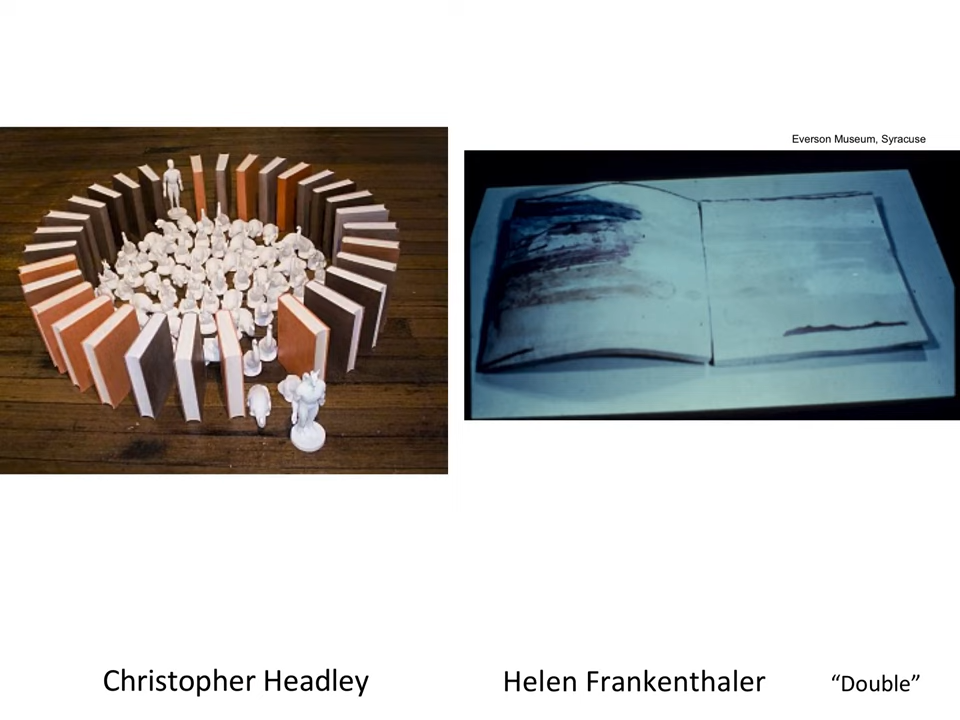 Everson Museum, Syracuse
Christopher Headley
Helen Frankenthaler
“Double”